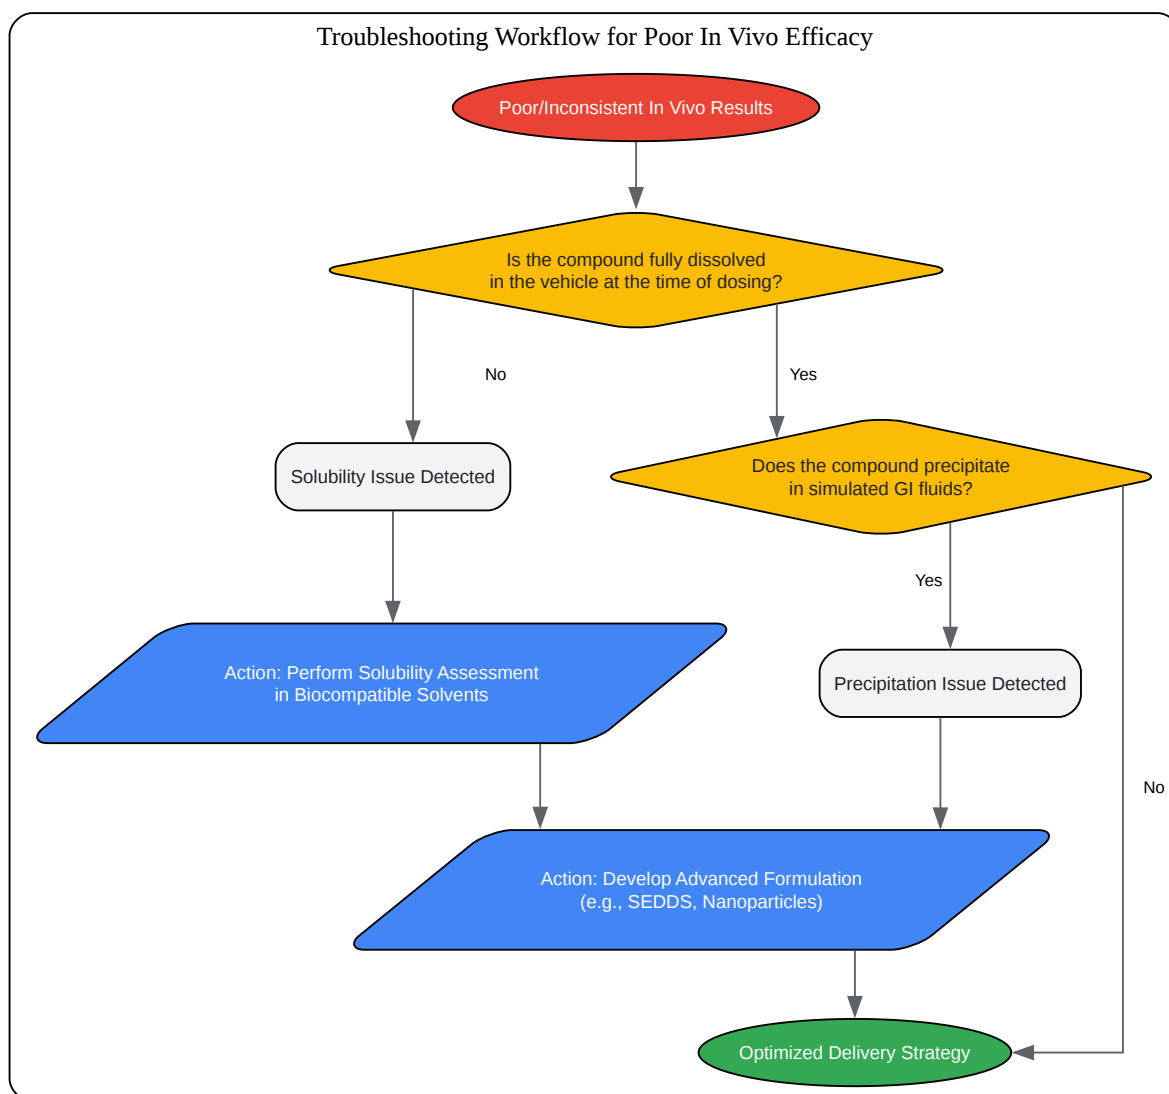 Troubleshooting Workflow for Poor In Vivo Efficacy
Poor/Inconsistent In Vivo Results
Is the compound fully dissolved
in the vehicle at the time of dosing?
No
Yes
Solubility Issue Detected
Does the compound precipitate
in simulated GI fluids?
Yes
Action: Perform Solubility Assessment
in Biocompatible Solvents
Precipitation Issue Detected
No
Action: Develop Advanced Formulation
(e.g., SEDDS, Nanoparticles)
Optimized Delivery Strategy